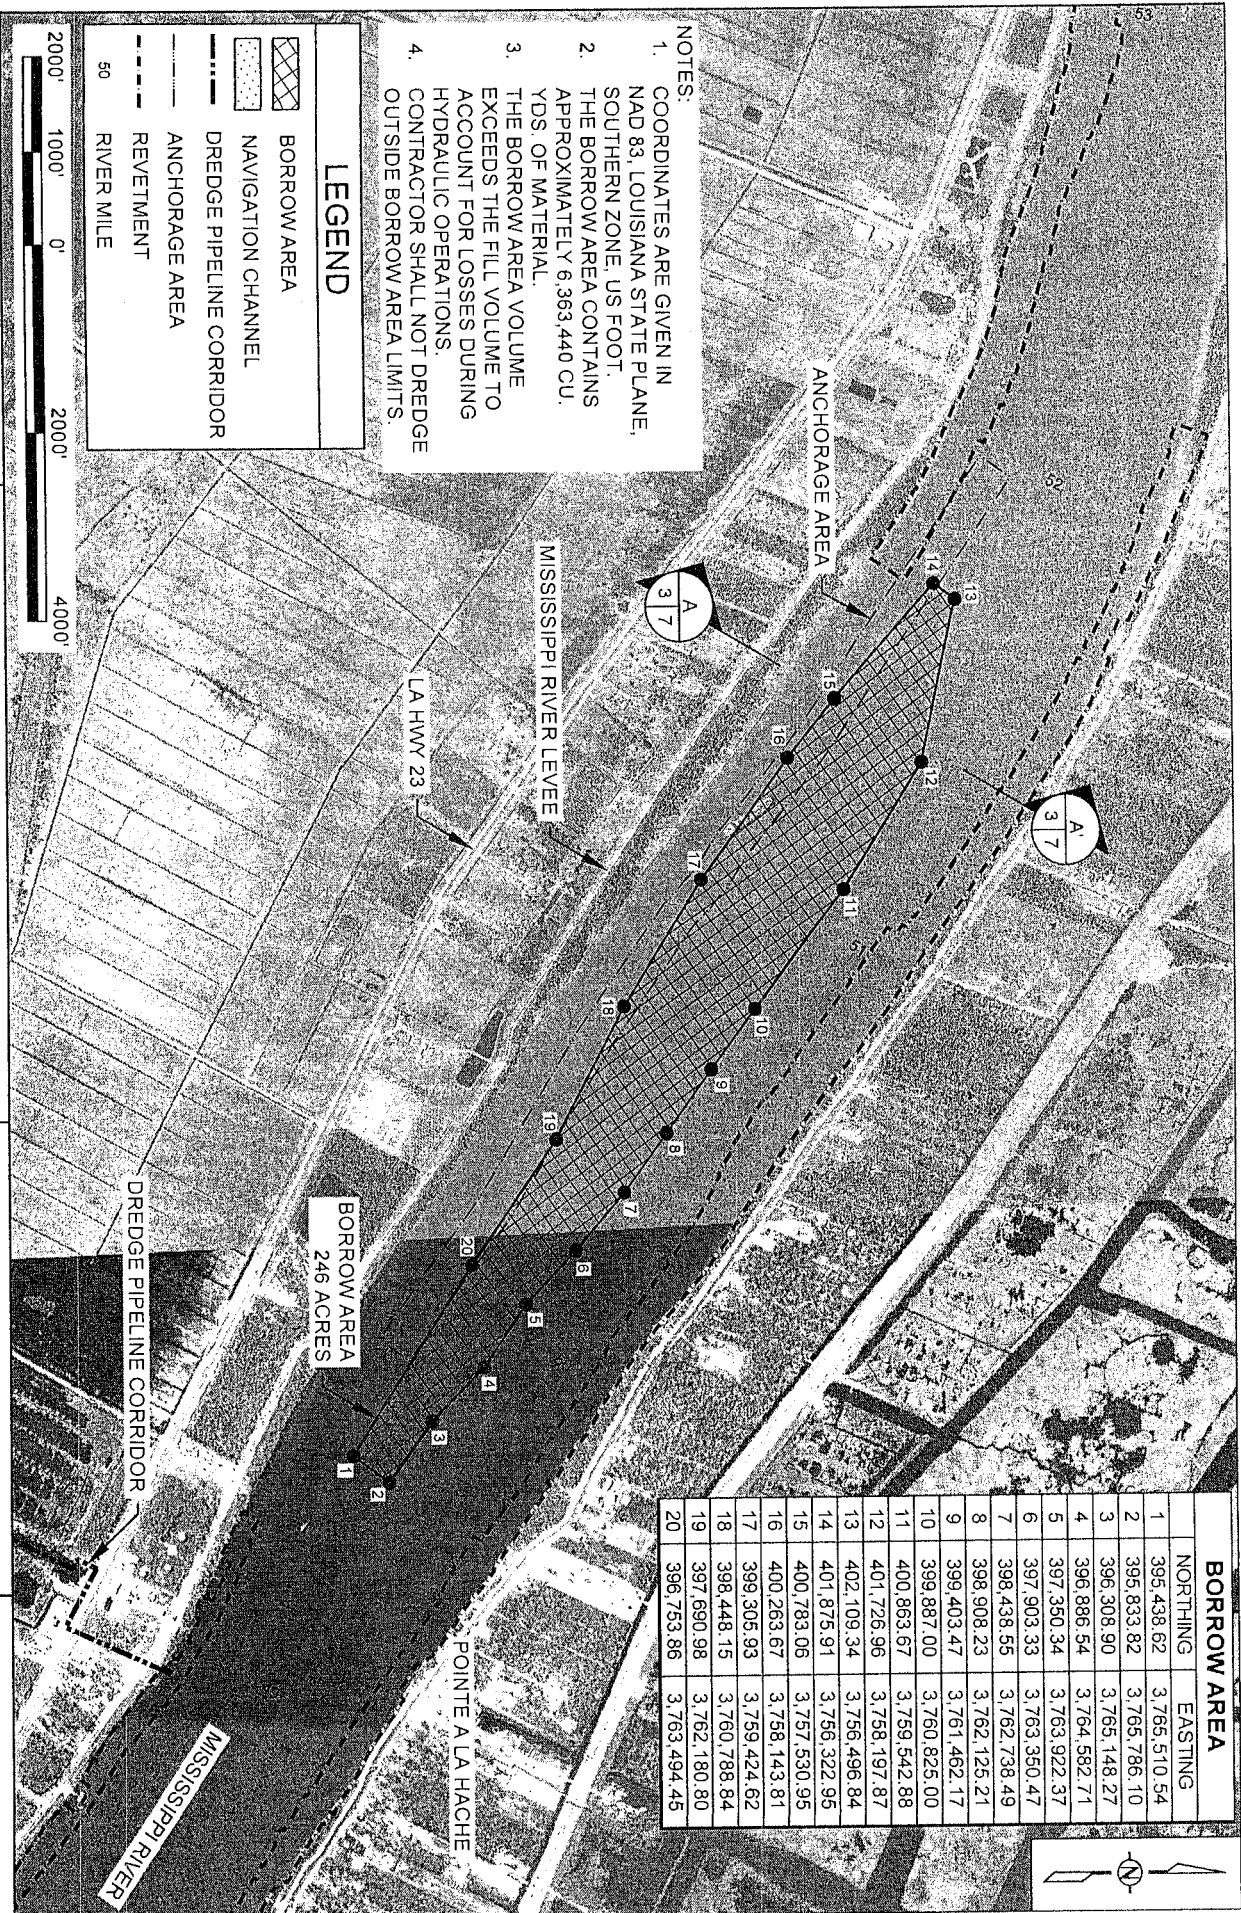 BORROW AREA
NORTHING EASTING
1 395,438.62 3,765,510.54
2 395,833.82 3,765,786.10
3 396,308.90 3,765,148.27
4 396,886.54 3,764,582.71
5 397,350.34 3,763,922.37
6 397,903.33 3,763,350.47
7 398,438.55 3,762,738.49
8 398,908.23 3,762,125.21
9 399,403.47 3,761,462.17
10 399,887.00 3,760,825.00
11 400,863.67 3,759,542.88
12 401,726.96 3,758,197.87
13 402,109.34 3,756,496.84
14 401,875.91 3,756,322.95
15 400,783.06 3,757,530.95
16 400,263.67 3,758,143.81
17 399,305.93 3,759,424.62
18 398,448.15 3,760,788.84
19 397,690.98 3,762,180.80
20 396,753.86 3,763,494.45
N
53
52
51
13
14
12
15
16
A'
3 7
11
17
10
9
18
8
7
19
6
20
5
4
3
2
1
A
3 7
ANCHORAGE AREA
MISSISSIPPI RIVER LEVEE
LA HWY 23
BORROW AREA
246 ACRES
POINTE A LA HACHE
DREDGE PIPELINE CORRIDOR
MISSISSIPPI RIVER
NOTES:
1. COORDINATES ARE GIVEN IN
NAD 83, LOUISIANA STATE PLANE,
SOUTHERN ZONE, US FOOT.
2. THE BORROW AREA CONTAINS
APPROXIMATELY 6,363,440 CU.
YDS. OF MATERIAL.
3. THE BORROW AREA VOLUME
EXCEEDS THE FILL VOLUME TO
ACCOUNT FOR LOSSES DURING
HYDRAULIC OPERATIONS.
4. CONTRACTOR SHALL NOT DREDGE
OUTSIDE BORROW AREA LIMITS.
LEGEND
BORROW AREA
NAVIGATION CHANNEL
DREDGE PIPELINE CORRIDOR
ANCHORAGE AREA
REVETMENT
50 RIVER MILE
2000' 1000' 0' 2000' 4000'